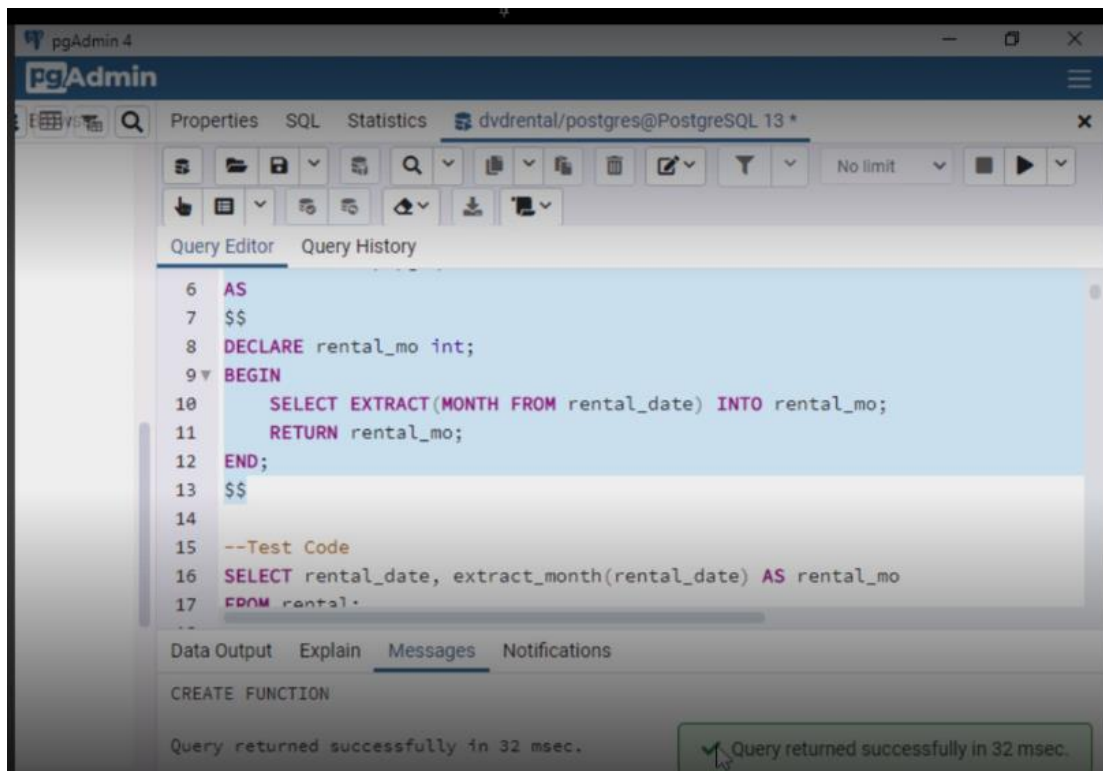 pgAdmin 4
pgAdmin
Properties SQL Statistics dvdrental/postgres@PostgreSQL 13 *
No limit
Query Editor Query History
6 AS
7 $$
8 DECLARE rental_mo int;
9 BEGIN
10 SELECT EXTRACT(MONTH FROM rental_date) INTO rental_mo;
11 RETURN rental_mo;
12 END;
13 $$
14
15 --Test Code
16 SELECT rental_date, extract_month(rental_date) AS rental_mo
17 FROM rental;
Data Output Explain Messages Notifications
CREATE FUNCTION
Query returned successfully in 32 msec.
Query returned successfully in 32 msec.